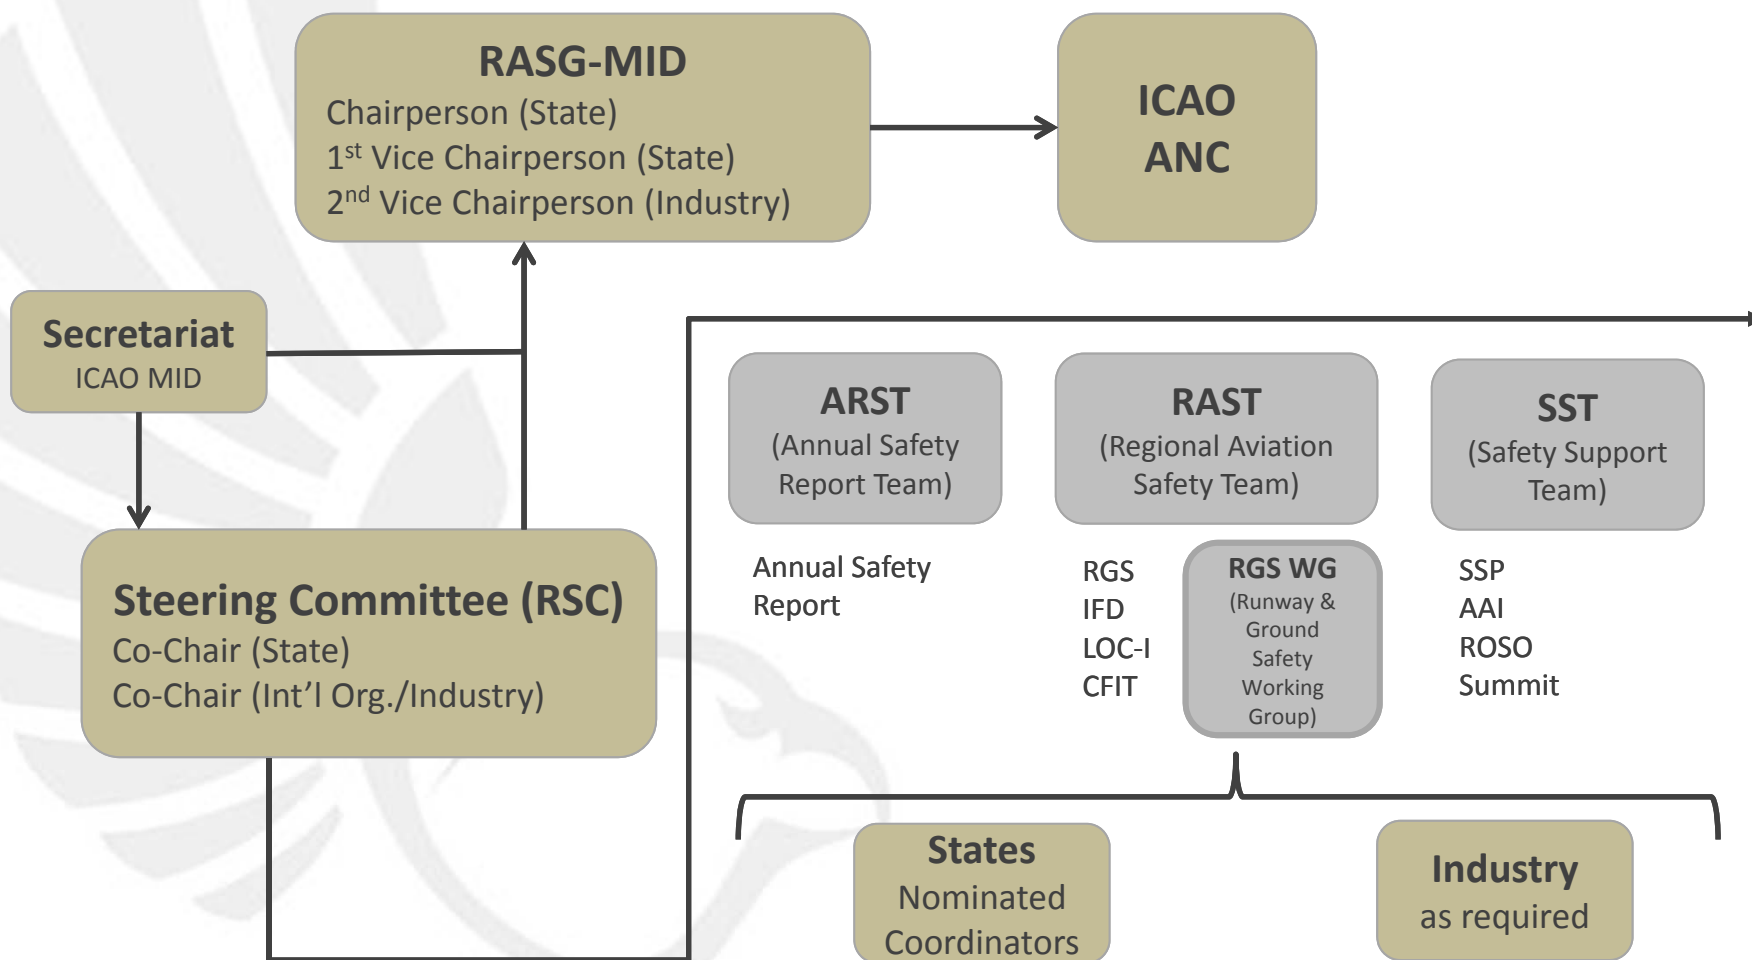 RASG-MID
Chairperson (State)
1st Vice Chairperson (State)
2nd Vice Chairperson (Industry)
ICAO
ANC
Secretariat
ICAO MID
Steering Committee (RSC)
Co-Chair (State)
Co-Chair (Int'l Org./Industry)
ARST
(Annual Safety
Report Team)
Annual Safety
Report
RAST
(Regional Aviation
Safety Team)
RGS
IFD
LOC-I
CFIT
RGS WG
(Runway &
Ground
Safety
Working
Group)
SST
(Safety Support
Team)
SSP
AAI
ROSO
Summit
States
Nominated
Coordinators
Industry
as required